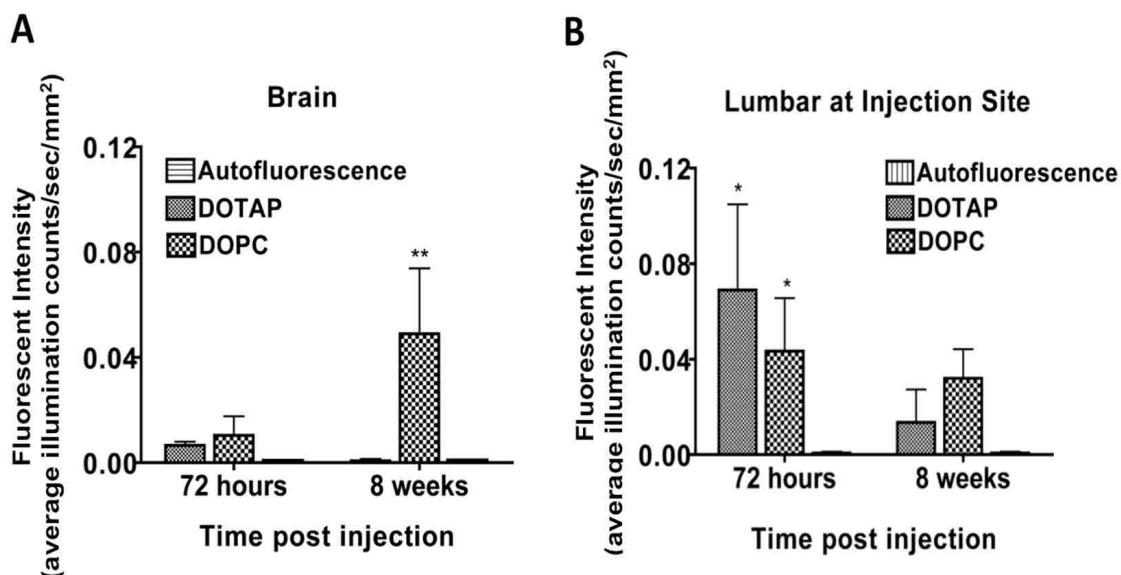 A
Brain
Fluorescent Intensity
(average illumination counts/sec/mm²)
0.12
0.08
0.04
0.00
Autofluorescence
DOTAP
DOPC
**
72 hours
8 weeks
Time post injection
B
Lumbar at Injection Site
Fluorescent Intensity
(average illumination counts/sec/mm²)
0.12
0.08
0.04
0.00
Autofluorescence
DOTAP
DOPC
*
*
72 hours
8 weeks
Time post injection